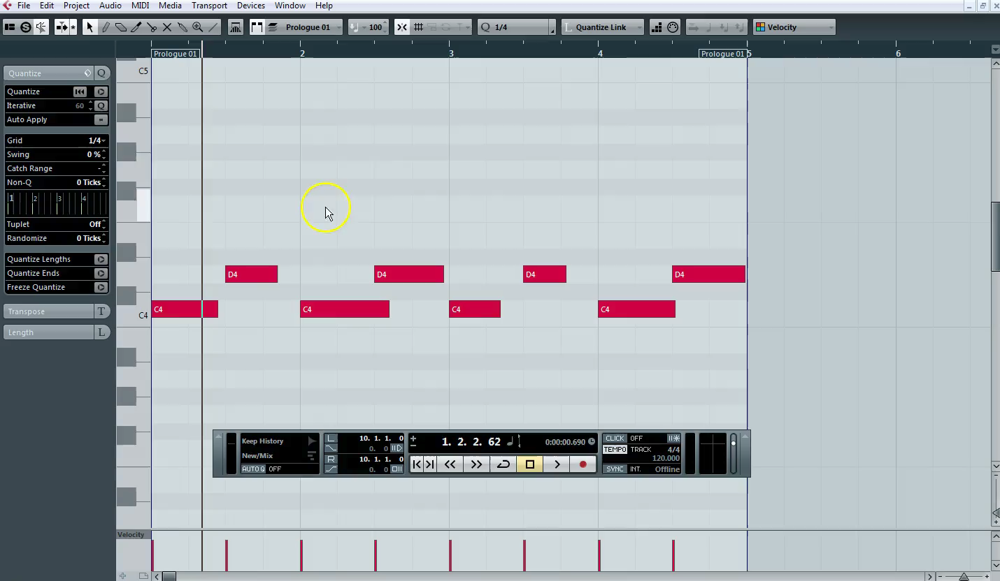 File Edit Project Audio MIDI Media Transport Devices Window Help
Prologue 01 100 Q 1/4 L Quantize Link Velocity
Prologue 01 2 3 4 Prologue 01 5 6
Quantize Q
Quantize
Iterative 60 Q
Auto Apply
Grid 1/4
Swing 0 %
Catch Range -
Non-Q 0 Ticks
1 2 3 4
Tuplet Off
Randomize 0 Ticks
Quantize Lengths
Quantize Ends
Freeze Quantize
Transpose T
Length L
C5
D4 D4 D4 D4
C4 C4 C4 C4 C4
Keep History
New/Mix
AUTO Q OFF
L 10. 1. 1. 0
0. 0
R 10. 1. 1. 0
0. 0
1. 2. 2. 62 0:00:00.690
CLICK OFF
TEMPO TRACK 4/4
120.000
SYNC INT. Offline
Velocity